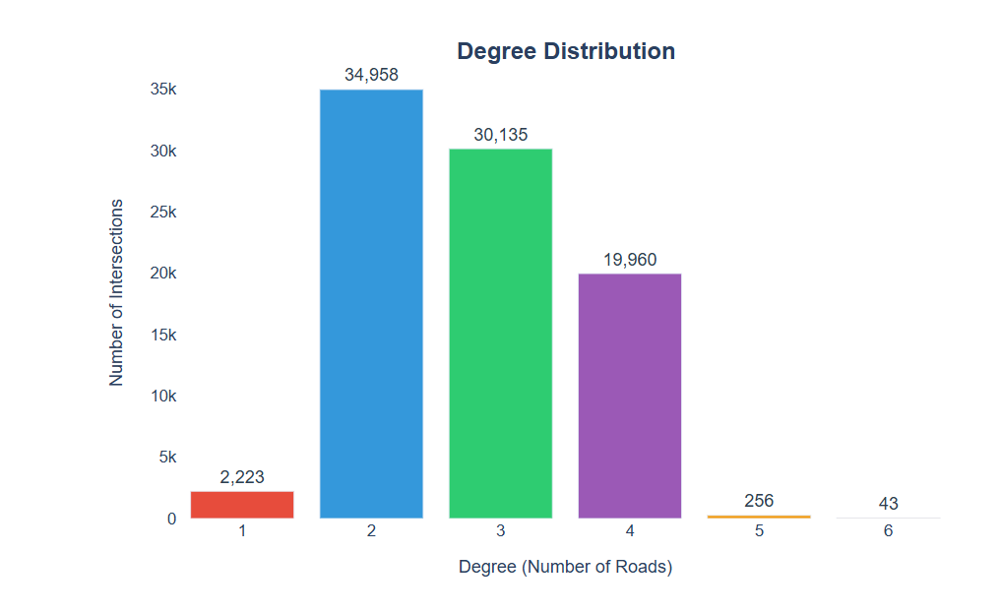 Degree Distribution
34,958
35k
30,135
30k
25k
19,960
20k
15k
10k
5k
2,223
256
43
0
1 2 3 4 5 6
Number of Intersections
Degree (Number of Roads)